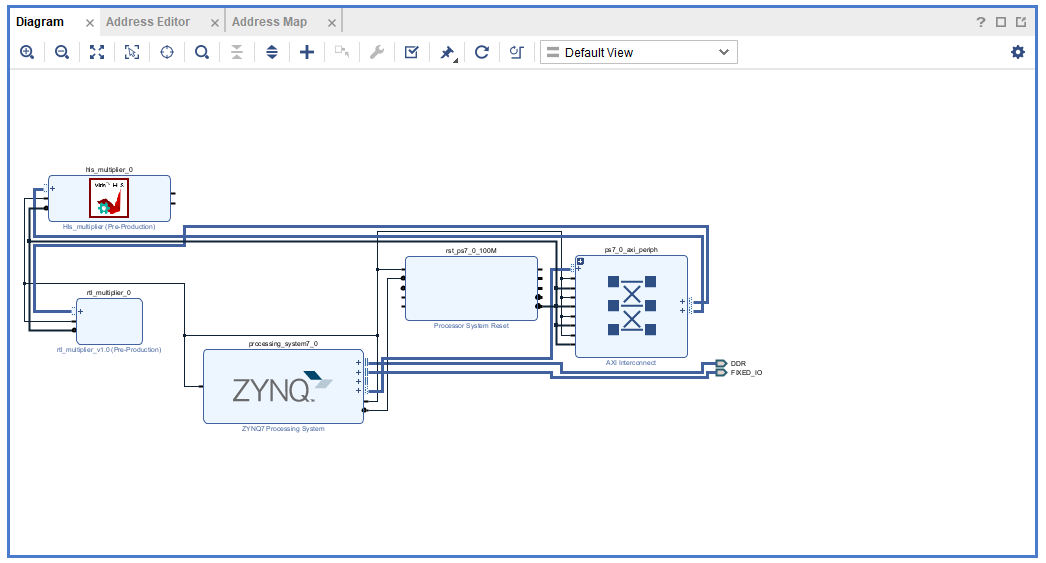 Diagram
Address Editor
Address Map
Default View
hls_multiplier_0
Hls_multiplier (Pre-Production)
rst_ps7_0_100M
Processor System Reset
ps7_0_axi_periph
AXI Interconnect
rtl_multiplier_0
rtl_multiplier_v1.0 (Pre-Production)
processing_system7_0
ZYNQ
ZYNQ7 Processing System
DDR
FIXED_IO